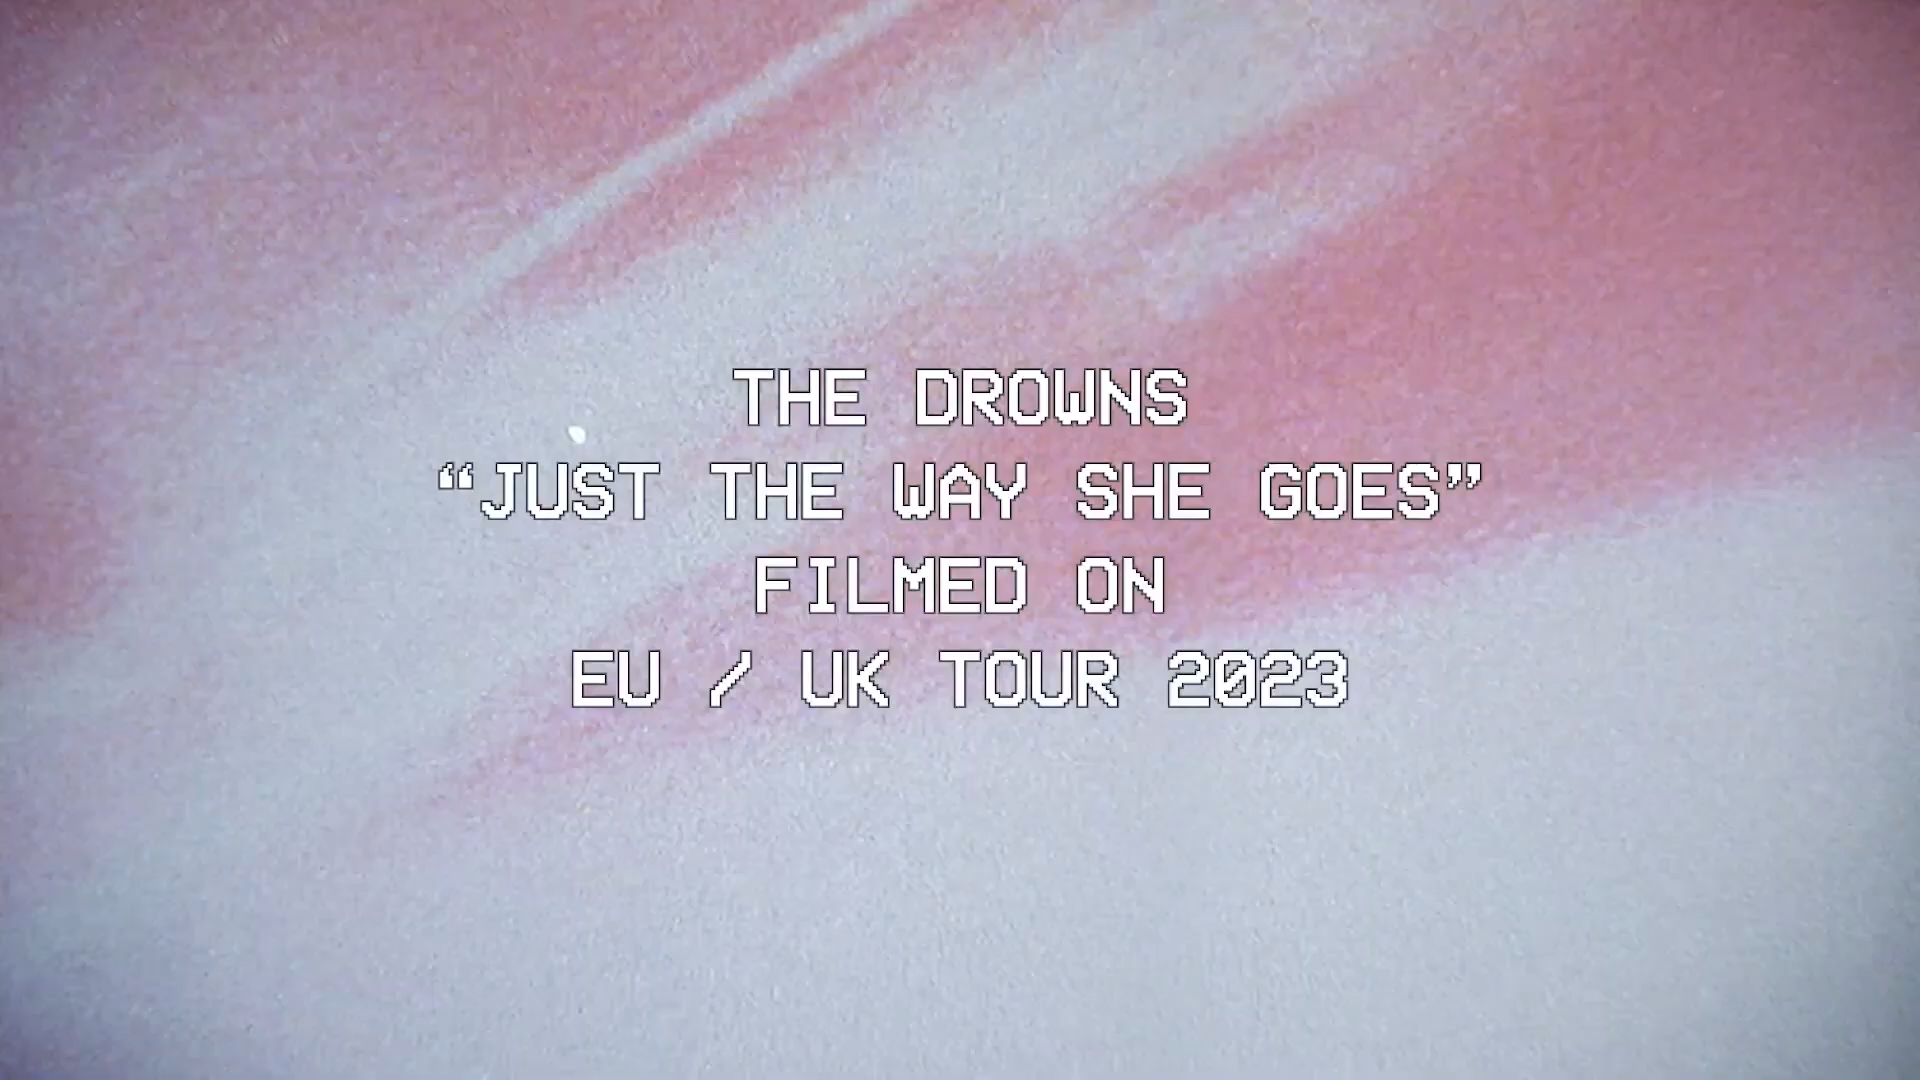 THE DROWNS
“JUST THE WAY SHE GOES”
FILMED ON
EU / UK TOUR 2023